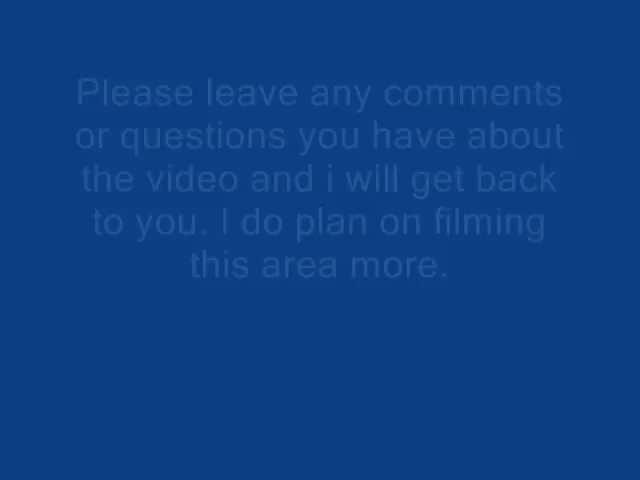 Please leave any comments
or questions you have about
the video and i will get back
to you. I do plan on filming
this area more.